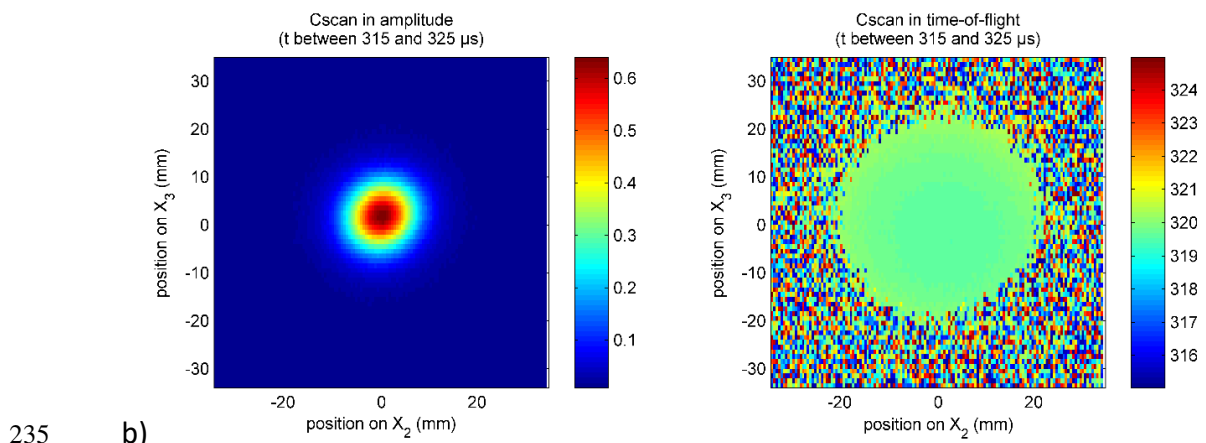 Cscan in amplitude
(t between 315 and 325 µs)
30
20
10
0
-10
-20
-30
position on X3 (mm)
-20 0 20
position on X2 (mm)
0.6
0.5
0.4
0.3
0.2
0.1
Cscan in time-of-flight
(t between 315 and 325 µs)
30
20
10
0
-10
-20
-30
position on X3 (mm)
-20 0 20
position on X2 (mm)
324
323
322
321
320
319
318
317
316
235 b)